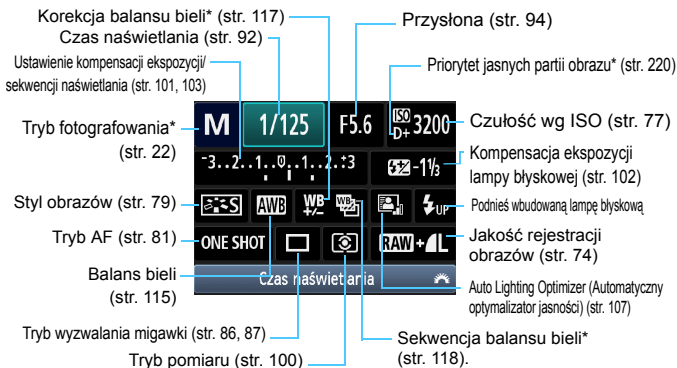 Korekcja balansu bieli* (str. 117)
Czas naświetlania (str. 92)
Przysłona (str. 94)
Ustawienie kompensacji ekspozycji/
sekwencji naświetlania (str. 101, 103)
Priorytet jasnych partii obrazu* (str. 220)
Tryb fotografowania*
(str. 22)
M 1/125 F5.6 ISO D+ 3200
Czułość wg ISO (str. 77)
-3..2..1..0..1..2..+3
-1⅓
Kompensacja ekspozycji
lampy błyskowej (str. 102)
Styl obrazów (str. 79)
S AWB WB +/- WB UP
Podnieś wbudowaną lampę błyskową
Tryb AF (str. 81)
ONE SHOT RAW+L
Jakość rejestracji
obrazów (str. 74)
Czas naświetlania
Balans bieli
(str. 115)
Auto Lighting Optimizer (Automatyczny
optymalizator jasności) (str. 107)
Tryb wyzwalania migawki (str. 86, 87)
Sekwencja balansu bieli*
(str. 118).
Tryb pomiaru (str. 100)